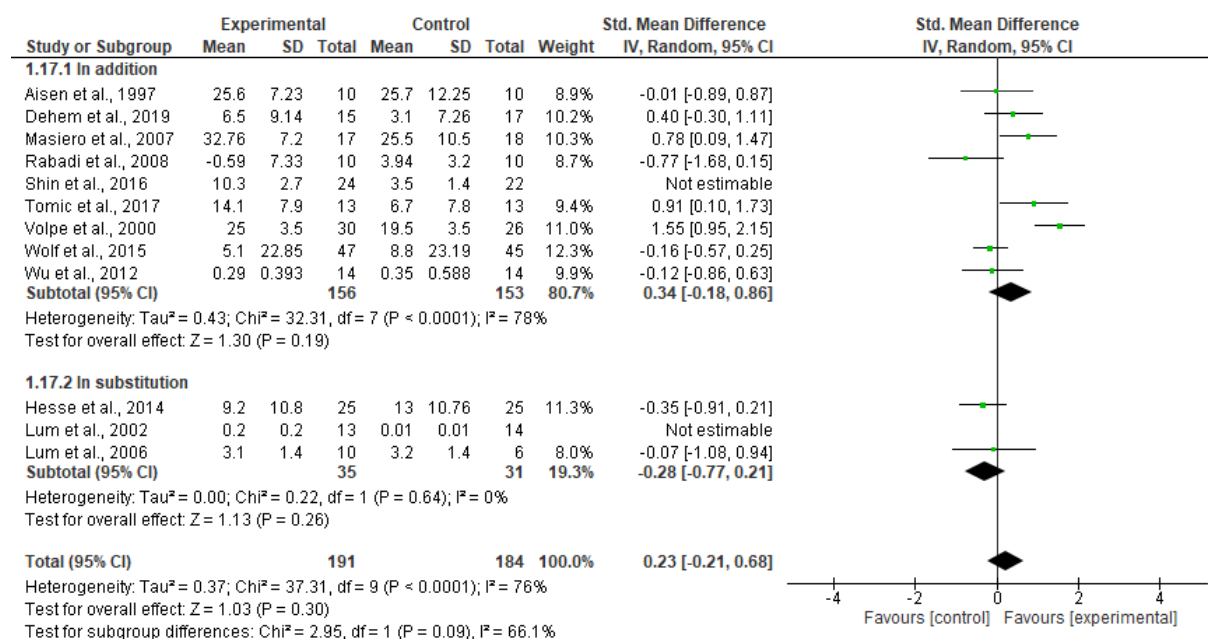 Experimental Control Std. Mean Difference Std. Mean Difference
Study or Subgroup Mean SD Total Mean SD Total Weight IV, Random, 95% CI IV, Random, 95% CI
1.17.1 In addition
Aisen et al., 1997 25.6 7.23 10 25.7 12.25 10 8.9% -0.01 [-0.89, 0.87]
Dehem et al., 2019 6.5 9.14 15 3.1 7.26 17 10.2% 0.40 [-0.30, 1.11]
Masiero et al., 2007 32.76 7.2 17 25.5 10.5 18 10.3% 0.78 [0.09, 1.47]
Rabadi et al., 2008 -0.59 7.33 10 3.94 3.2 10 8.7% -0.77 [-1.68, 0.15]
Shin et al., 2016 10.3 2.7 24 3.5 1.4 22 Not estimable
Tomic et al., 2017 14.1 7.9 13 6.7 7.8 13 9.4% 0.91 [0.10, 1.73]
Volpe et al., 2000 25 3.5 30 19.5 3.5 26 11.0% 1.55 [0.95, 2.15]
Wolf et al., 2015 5.1 22.85 47 8.8 23.19 45 12.3% -0.16 [-0.57, 0.25]
Wu et al., 2012 0.29 0.393 14 0.35 0.588 14 9.9% -0.12 [-0.86, 0.63]
Subtotal (95% CI) 156 153 80.7% 0.34 [-0.18, 0.86]
Heterogeneity: Tau² = 0.43; Chi² = 32.31, df = 7 (P < 0.0001); I² = 78%
Test for overall effect: Z = 1.30 (P = 0.19)
1.17.2 In substitution
Hesse et al., 2014 9.2 10.8 25 13 10.76 25 11.3% -0.35 [-0.91, 0.21]
Lum et al., 2002 0.2 0.2 13 0.01 0.01 14 Not estimable
Lum et al., 2006 3.1 1.4 10 3.2 1.4 6 8.0% -0.07 [-1.08, 0.94]
Subtotal (95% CI) 35 31 19.3% -0.28 [-0.77, 0.21]
Heterogeneity: Tau² = 0.00; Chi² = 0.22, df = 1 (P = 0.64); I² = 0%
Test for overall effect: Z = 1.13 (P = 0.26)
Total (95% CI) 191 184 100.0% 0.23 [-0.21, 0.68]
Heterogeneity: Tau² = 0.37; Chi² = 37.31, df = 9 (P < 0.0001); I² = 76%
Test for overall effect: Z = 1.03 (P = 0.30)
Test for subgroup differences: Chi² = 2.95, df = 1 (P = 0.09), I² = 66.1%
-4 -2 0 2 4
Favours [control] Favours [experimental]